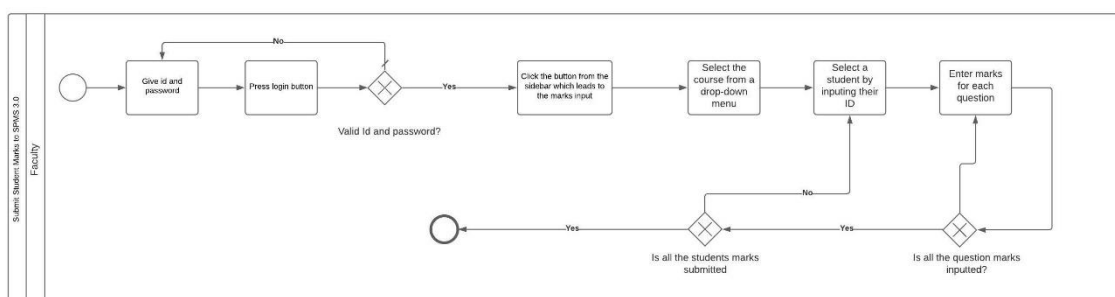 Submit Student Marks to SPMS 3.0
Faculty
No
Give id and
password
Press login button
Yes
Valid Id and password?
Click the button from the
sidebar which leads to
the marks input
Select the
course from a
drop-down
menu
Select a
student by
inputing their
ID
Enter marks
for each
question
No
Yes
Yes
Is all the students marks
submitted
Is all the question marks
inputted?